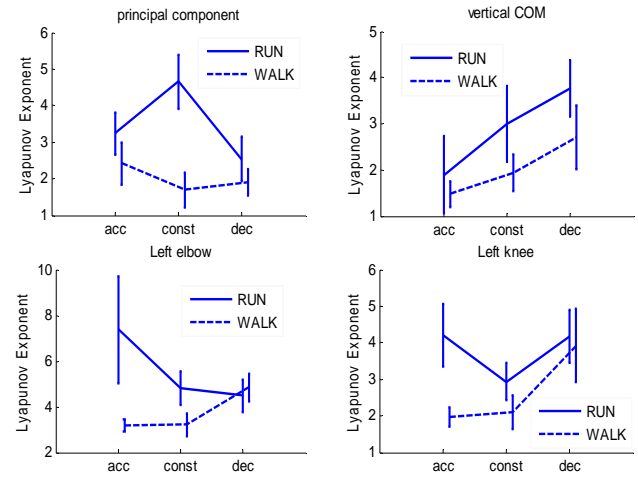 principal component
Lyapunov Exponent
6
5
4
3
2
1
RUN
WALK
acc const dec
vertical COM
Lyapunov Exponent
5
4
3
2
1
RUN
WALK
acc const dec
Left elbow
Lyapunov Exponent
10
8
6
4
2
RUN
WALK
acc const dec
Left knee
Lyapunov Exponent
6
5
4
3
2
1
RUN
WALK
acc const dec